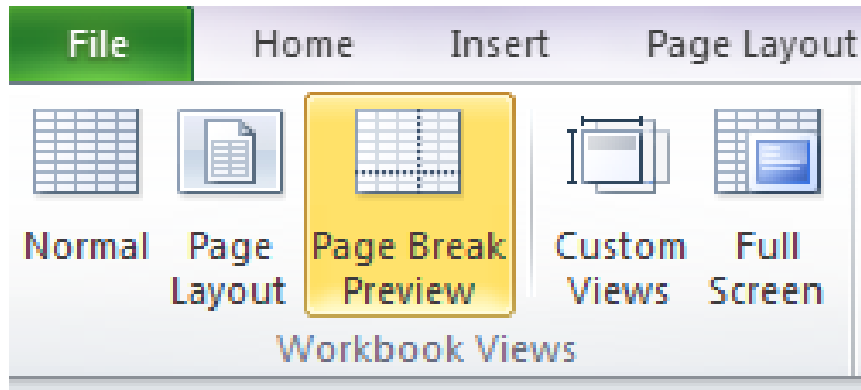 File Home Insert Page Layout
Normal Page Layout Page Break Preview Custom Views Full Screen
Workbook Views